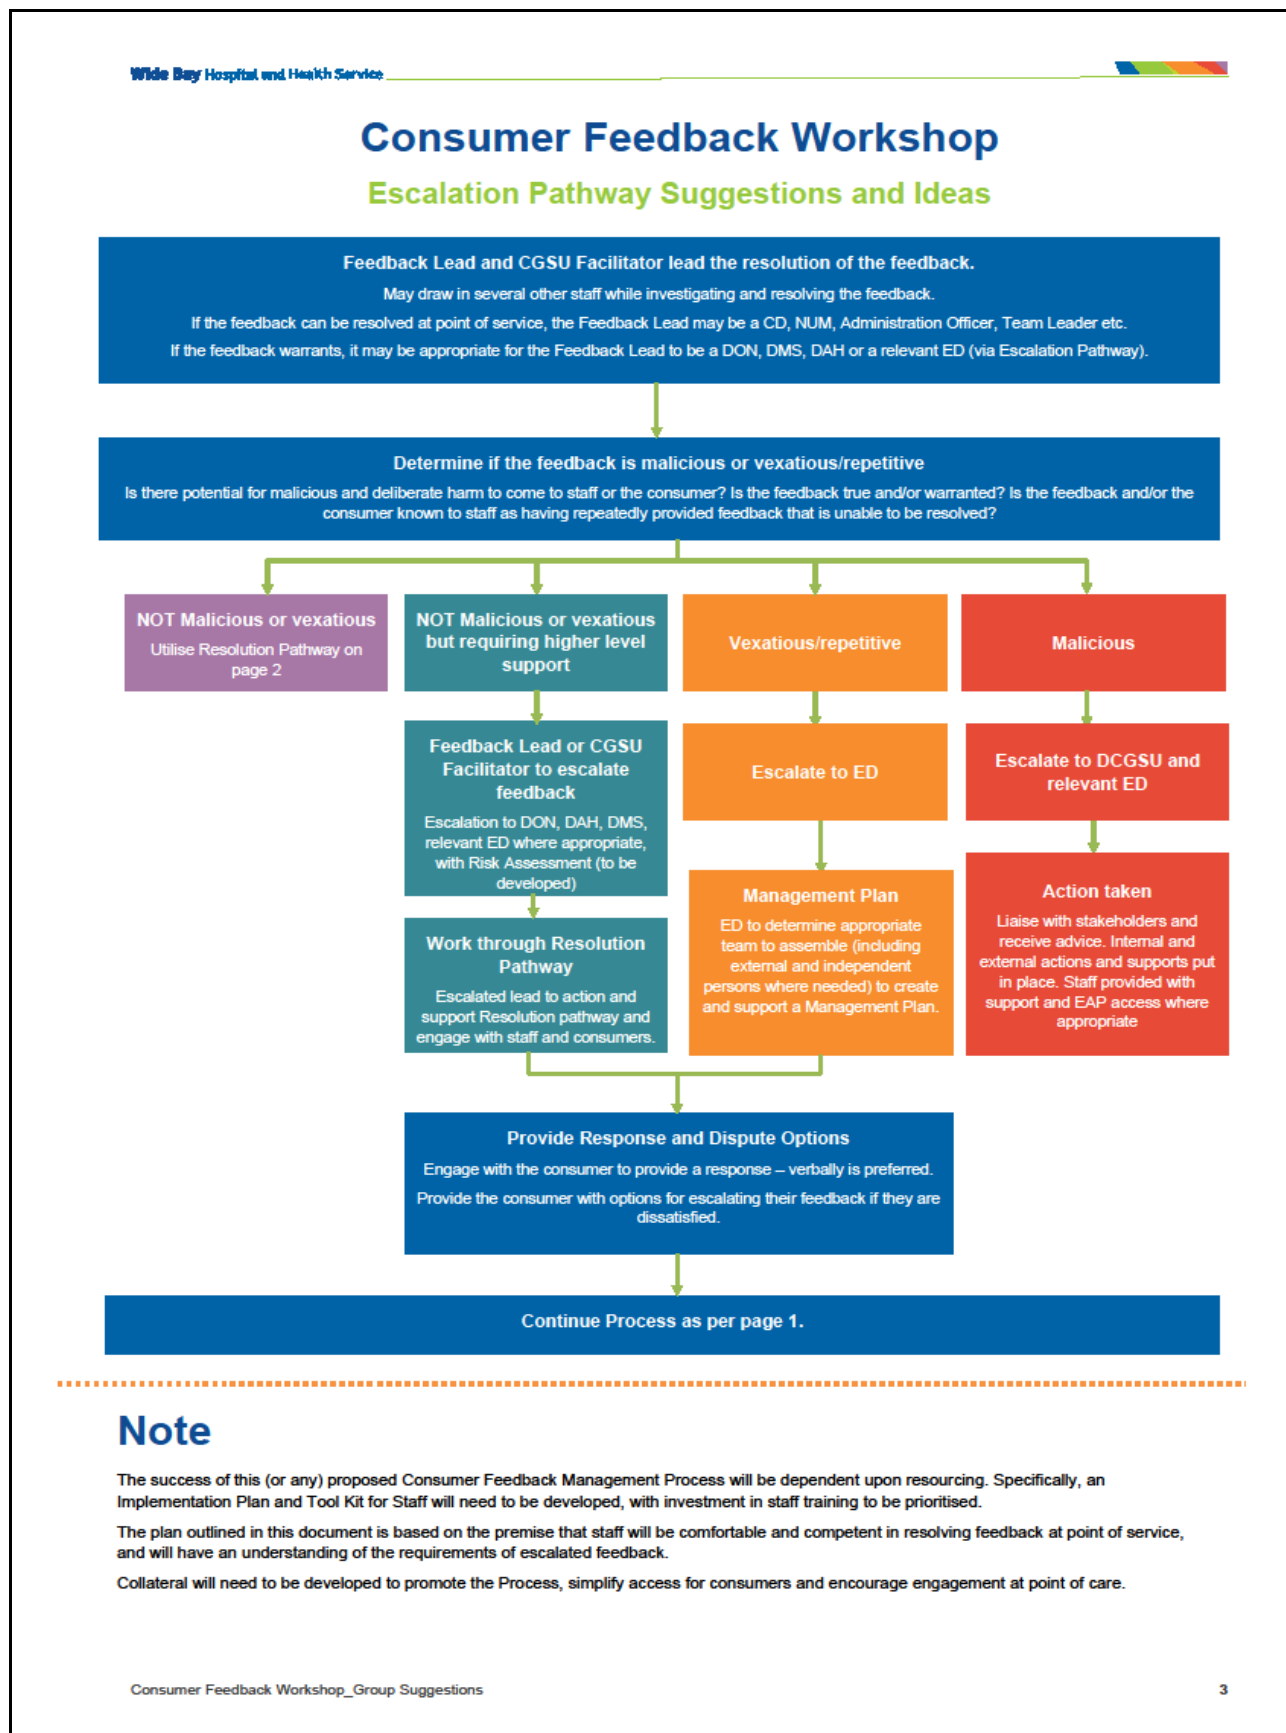 Wide Bay Hospital and Health Service
Consumer Feedback Workshop
Escalation Pathway Suggestions and Ideas
Feedback Lead and CGSU Facilitator lead the resolution of the feedback.
May draw in several other staff while investigating and resolving the feedback.
If the feedback can be resolved at point of service, the Feedback Lead may be a CD, NUM, Administration Officer, Team Leader etc.
If the feedback warrants, it may be appropriate for the Feedback Lead to be a DON, DMS, DAH or a relevant ED (via Escalation Pathway).
Determine if the feedback is malicious or vexatious/repetitive
Is there potential for malicious and deliberate harm to come to staff or the consumer? Is the feedback true and/or warranted? Is the feedback and/or the
consumer known to staff as having repeatedly provided feedback that is unable to be resolved?
NOT Malicious or vexatious
Utilise Resolution Pathway on
page 2
NOT Malicious or vexatious
but requiring higher level
support
Feedback Lead or CGSU
Facilitator to escalate
feedback
Escalation to DON, DAH, DMS,
relevant ED where appropriate,
with Risk Assessment (to be
developed)
Work through Resolution
Pathway
Escalated lead to action and
support Resolution pathway and
engage with staff and consumers.
Vexatious/repetitive
Escalate to ED
Management Plan
ED to determine appropriate
team to assemble (including
external and independent
persons where needed) to create
and support a Management Plan.
Malicious
Escalate to DCGSU and
relevant ED
Action taken
Liaise with stakeholders and
receive advice. Internal and
external actions and supports put
in place. Staff provided with
support and EAP access where
appropriate
Provide Response and Dispute Options
Engage with the consumer to provide a response – verbally is preferred.
Provide the consumer with options for escalating their feedback if they are
dissatisfied.
Continue Process as per page 1.
Note
The success of this (or any) proposed Consumer Feedback Management Process will be dependent upon resourcing. Specifically, an
Implementation Plan and Tool Kit for Staff will need to be developed, with investment in staff training to be prioritised.
The plan outlined in this document is based on the premise that staff will be comfortable and competent in resolving feedback at point of service,
and will have an understanding of the requirements of escalated feedback.
Collateral will need to be developed to promote the Process, simplify access for consumers and encourage engagement at point of care.
Consumer Feedback Workshop_Group Suggestions
3